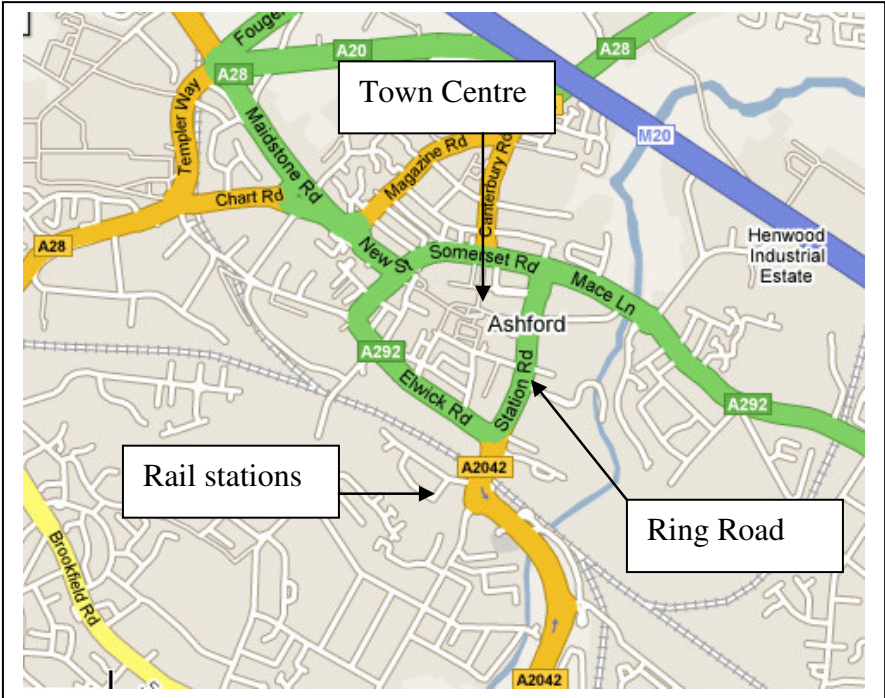 Fouger
A20
A28
A28
Town Centre
Templer Way
Maidstone Rd
M20
Magazine Rd
Canterbury Rd
Chart Rd
A28
New St
Somerset Rd
Henwood
Industrial
Estate
Mace Ln
Ashford
A292
Elwick Rd
Station Rd
A292
A2042
Rail stations
Ring Road
Brookfield Rd
A2042